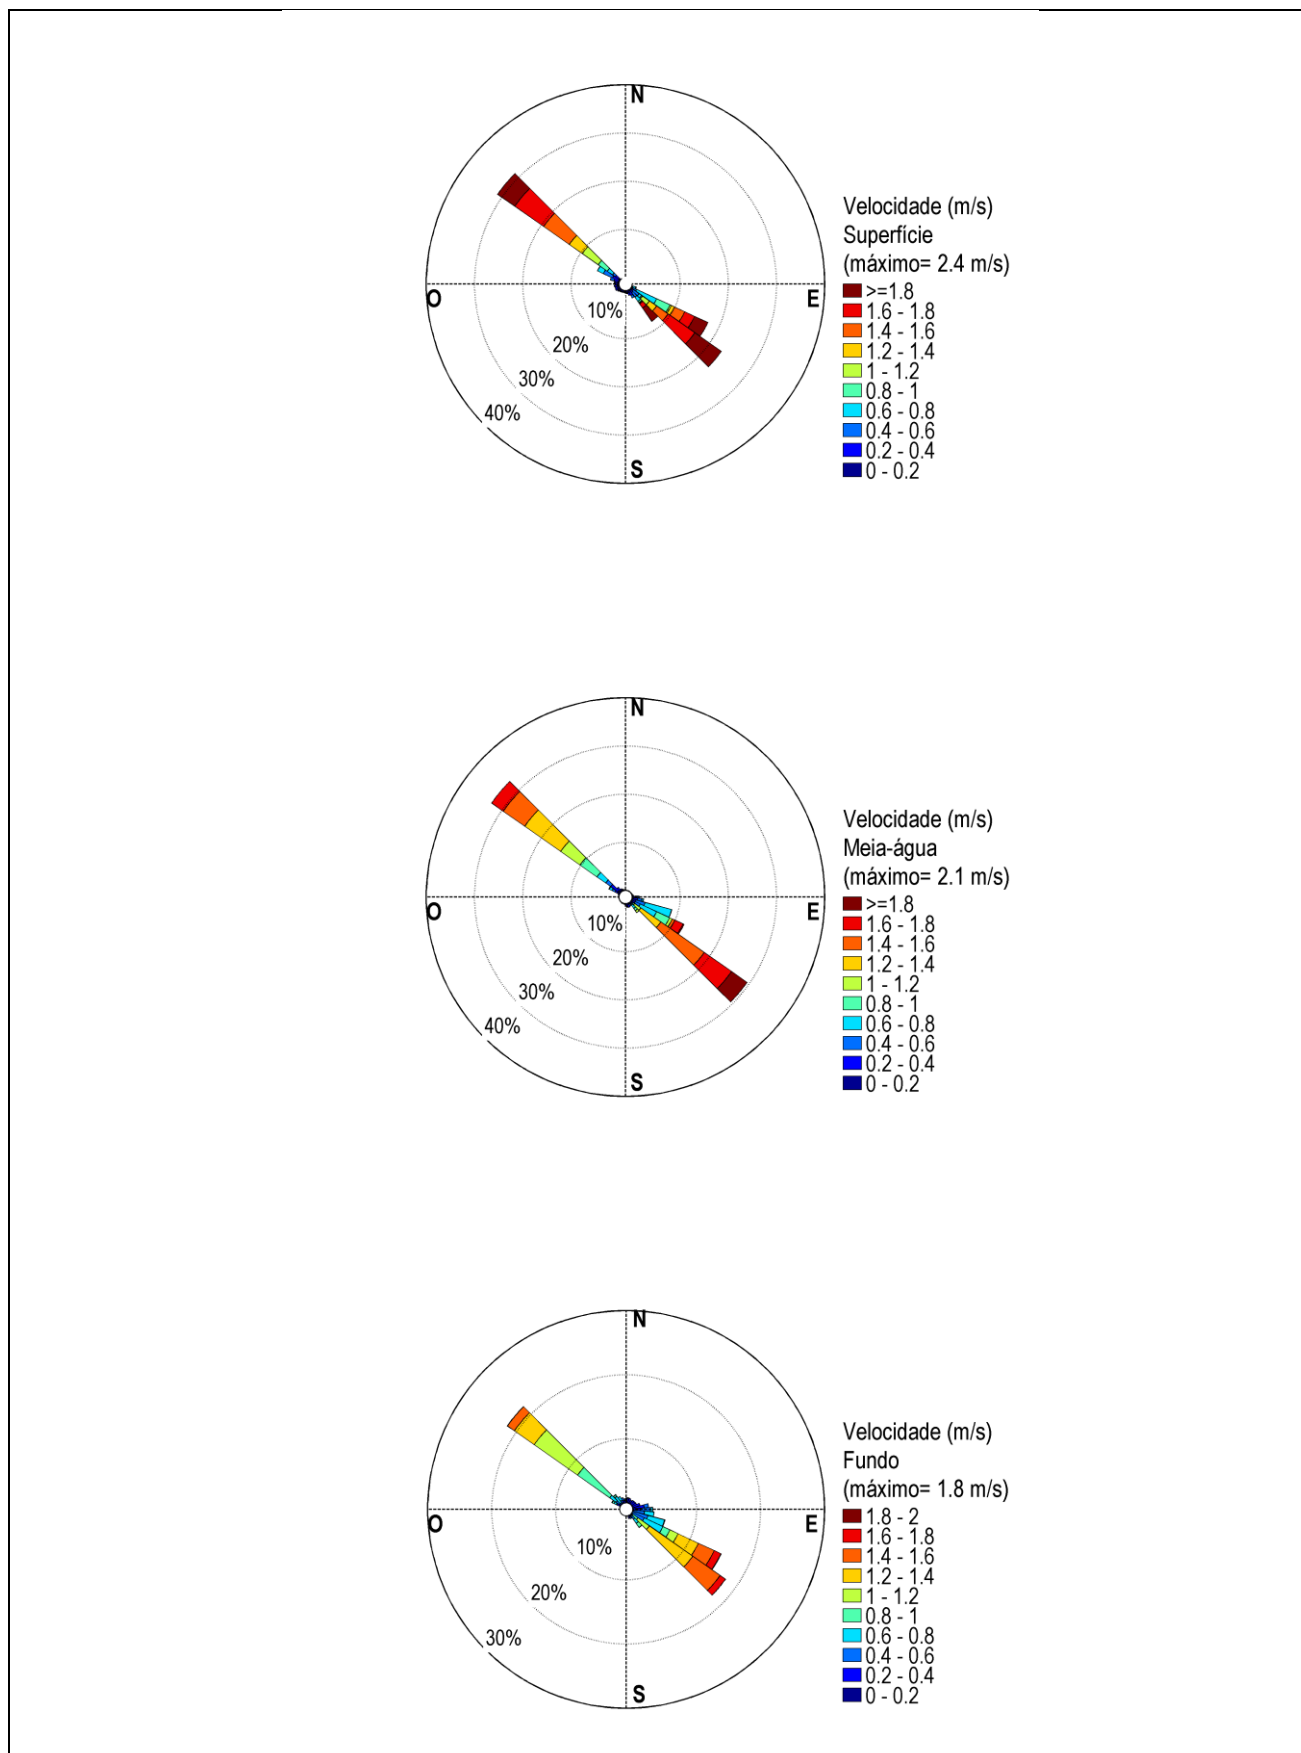 N
O
E
S
10%
20%
30%
40%
Velocidade (m/s)
Superfície
(máximo= 2.4 m/s)
>=1.8
1.6 - 1.8
1.4 - 1.6
1.2 - 1.4
1 - 1.2
0.8 - 1
0.6 - 0.8
0.4 - 0.6
0.2 - 0.4
0 - 0.2
N
O
E
S
10%
20%
30%
40%
Velocidade (m/s)
Meia-água
(máximo= 2.1 m/s)
>=1.8
1.6 - 1.8
1.4 - 1.6
1.2 - 1.4
1 - 1.2
0.8 - 1
0.6 - 0.8
0.4 - 0.6
0.2 - 0.4
0 - 0.2
N
O
E
S
10%
20%
30%
Velocidade (m/s)
Fundo
(máximo= 1.8 m/s)
1.8 - 2
1.6 - 1.8
1.4 - 1.6
1.2 - 1.4
1 - 1.2
0.8 - 1
0.6 - 0.8
0.4 - 0.6
0.2 - 0.4
0 - 0.2